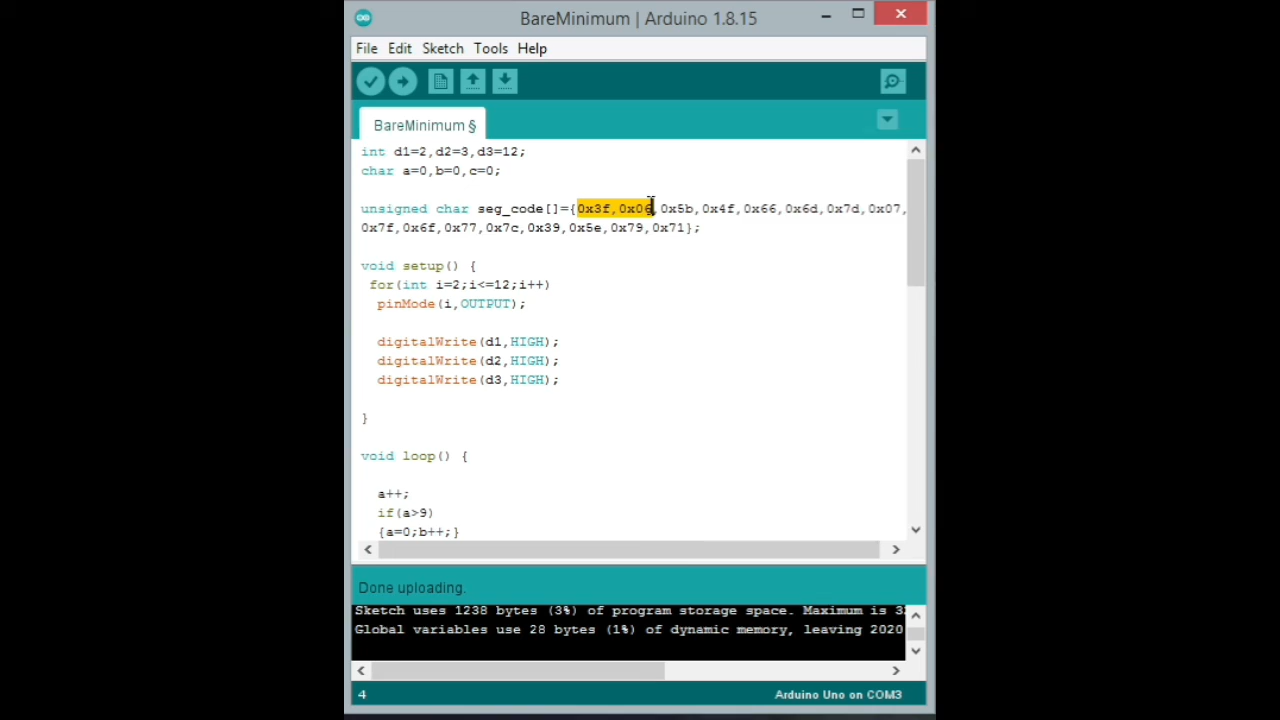 BareMinimum | Arduino 1.8.15
File Edit Sketch Tools Help
BareMinimum §
int d1=2,d2=3,d3=12;
char a=0,b=0,c=0;
unsigned char seg_code[]={0x3f,0x06,0x5b,0x4f,0x66,0x6d,0x7d,0x07,
0x7f,0x6f,0x77,0x7c,0x39,0x5e,0x79,0x71};
void setup() {
for(int i=2;i<=12;i++)
pinMode(i,OUTPUT);
digitalWrite(d1,HIGH);
digitalWrite(d2,HIGH);
digitalWrite(d3,HIGH);
}
void loop() {
a++;
if(a>9)
{a=0;b++;}
Done uploading.
Sketch uses 1238 bytes (3%) of program storage space. Maximum is 3
Global variables use 28 bytes (1%) of dynamic memory, leaving 2020
4
Arduino Uno on COM3